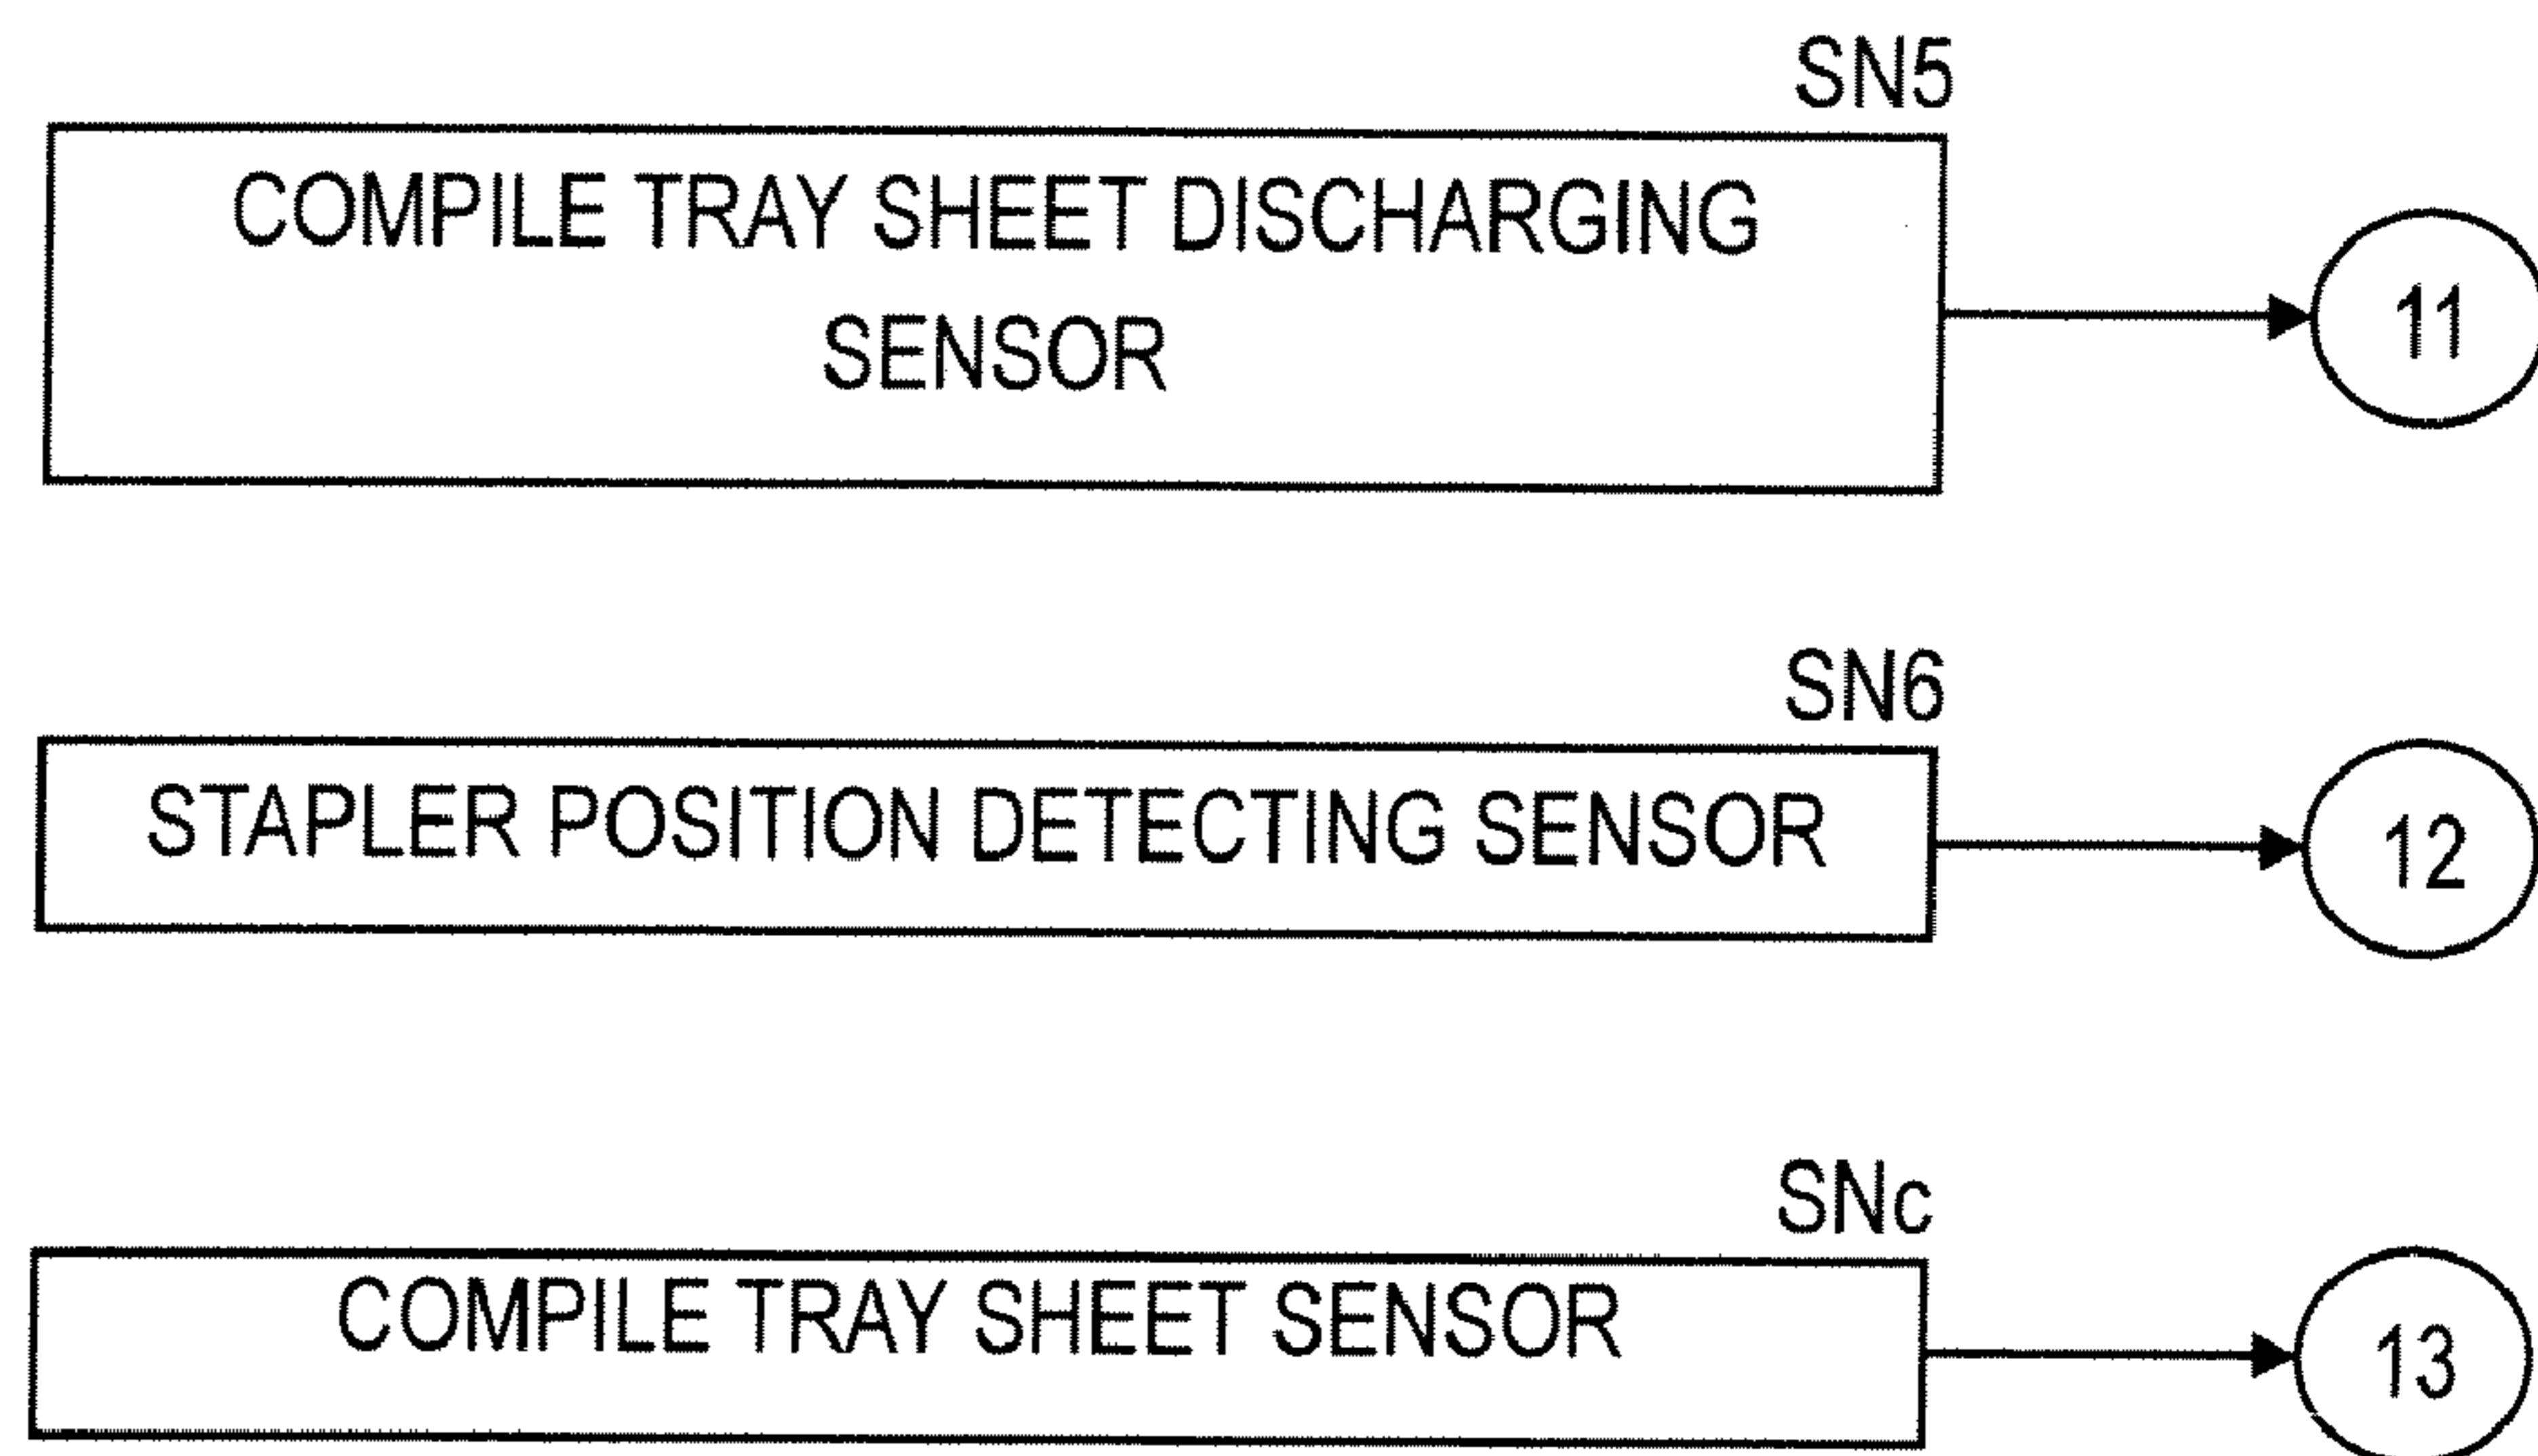 SN5
COMPILE TRAY SHEET DISCHARGING
SENSOR
11
SN6
STAPLER POSITION DETECTING SENSOR
12
SNc
COMPILE TRAY SHEET SENSOR
13